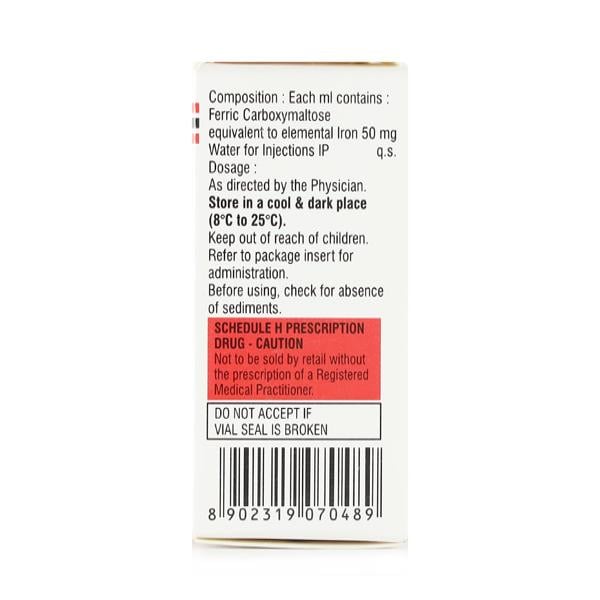 Composition : Each ml contains :
Ferric Carboxymaltose
equivalent to elemental Iron 50 mg
Water for Injections IP q.s.
Dosage :
As directed by the Physician.
Store in a cool & dark place
(8°C to 25°C).
Keep out of reach of children.
Refer to package insert for
administration.
Before using, check for absence
of sediments.
SCHEDULE H PRESCRIPTION
DRUG - CAUTION
Not to be sold by retail without
the prescription of a Registered
Medical Practitioner.
DO NOT ACCEPT IF
VIAL SEAL IS BROKEN
8 902319 070489